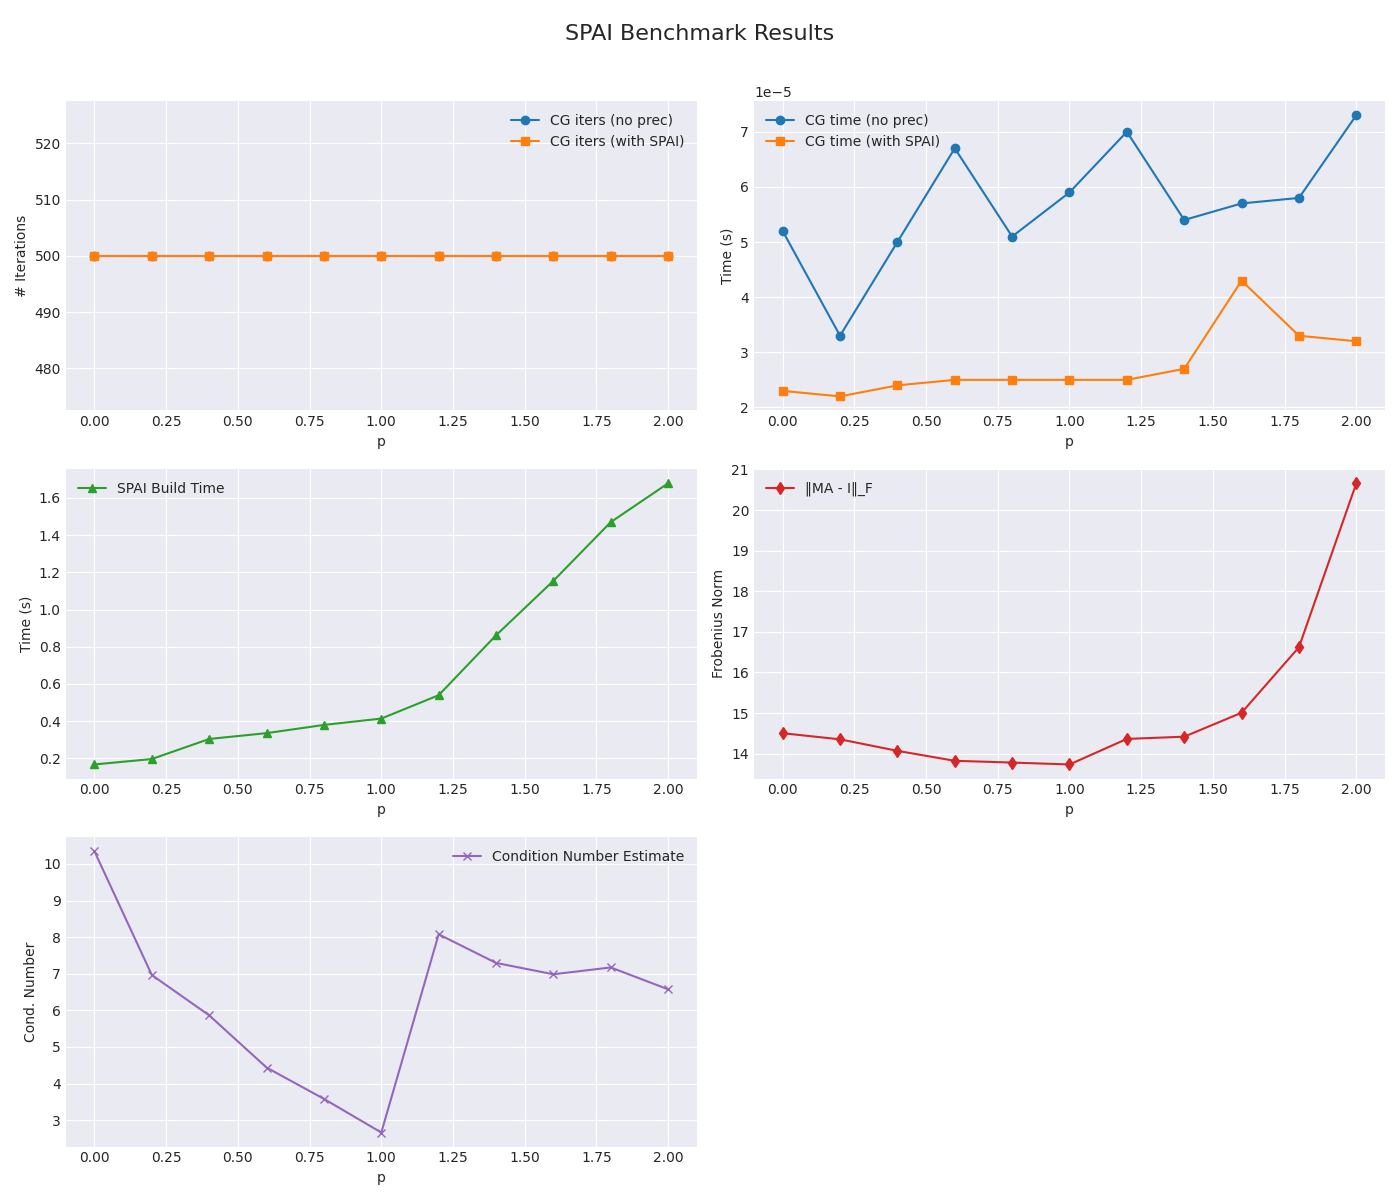 SPAI Benchmark Results
CG iters (no prec)
CG iters (with SPAI)
520
510
500
490
480
# Iterations
0.00 0.25 0.50 0.75 1.00 1.25 1.50 1.75 2.00
p
1e−5
CG time (no prec)
CG time (with SPAI)
7
6
5
4
3
2
Time (s)
0.00 0.25 0.50 0.75 1.00 1.25 1.50 1.75 2.00
p
SPAI Build Time
1.6
1.4
1.2
1.0
0.8
0.6
0.4
0.2
Time (s)
0.00 0.25 0.50 0.75 1.00 1.25 1.50 1.75 2.00
p
‖MA - I‖_F
21
20
19
18
17
16
15
14
Frobenius Norm
0.00 0.25 0.50 0.75 1.00 1.25 1.50 1.75 2.00
p
Condition Number Estimate
10
9
8
7
6
5
4
3
Cond. Number
0.00 0.25 0.50 0.75 1.00 1.25 1.50 1.75 2.00
p